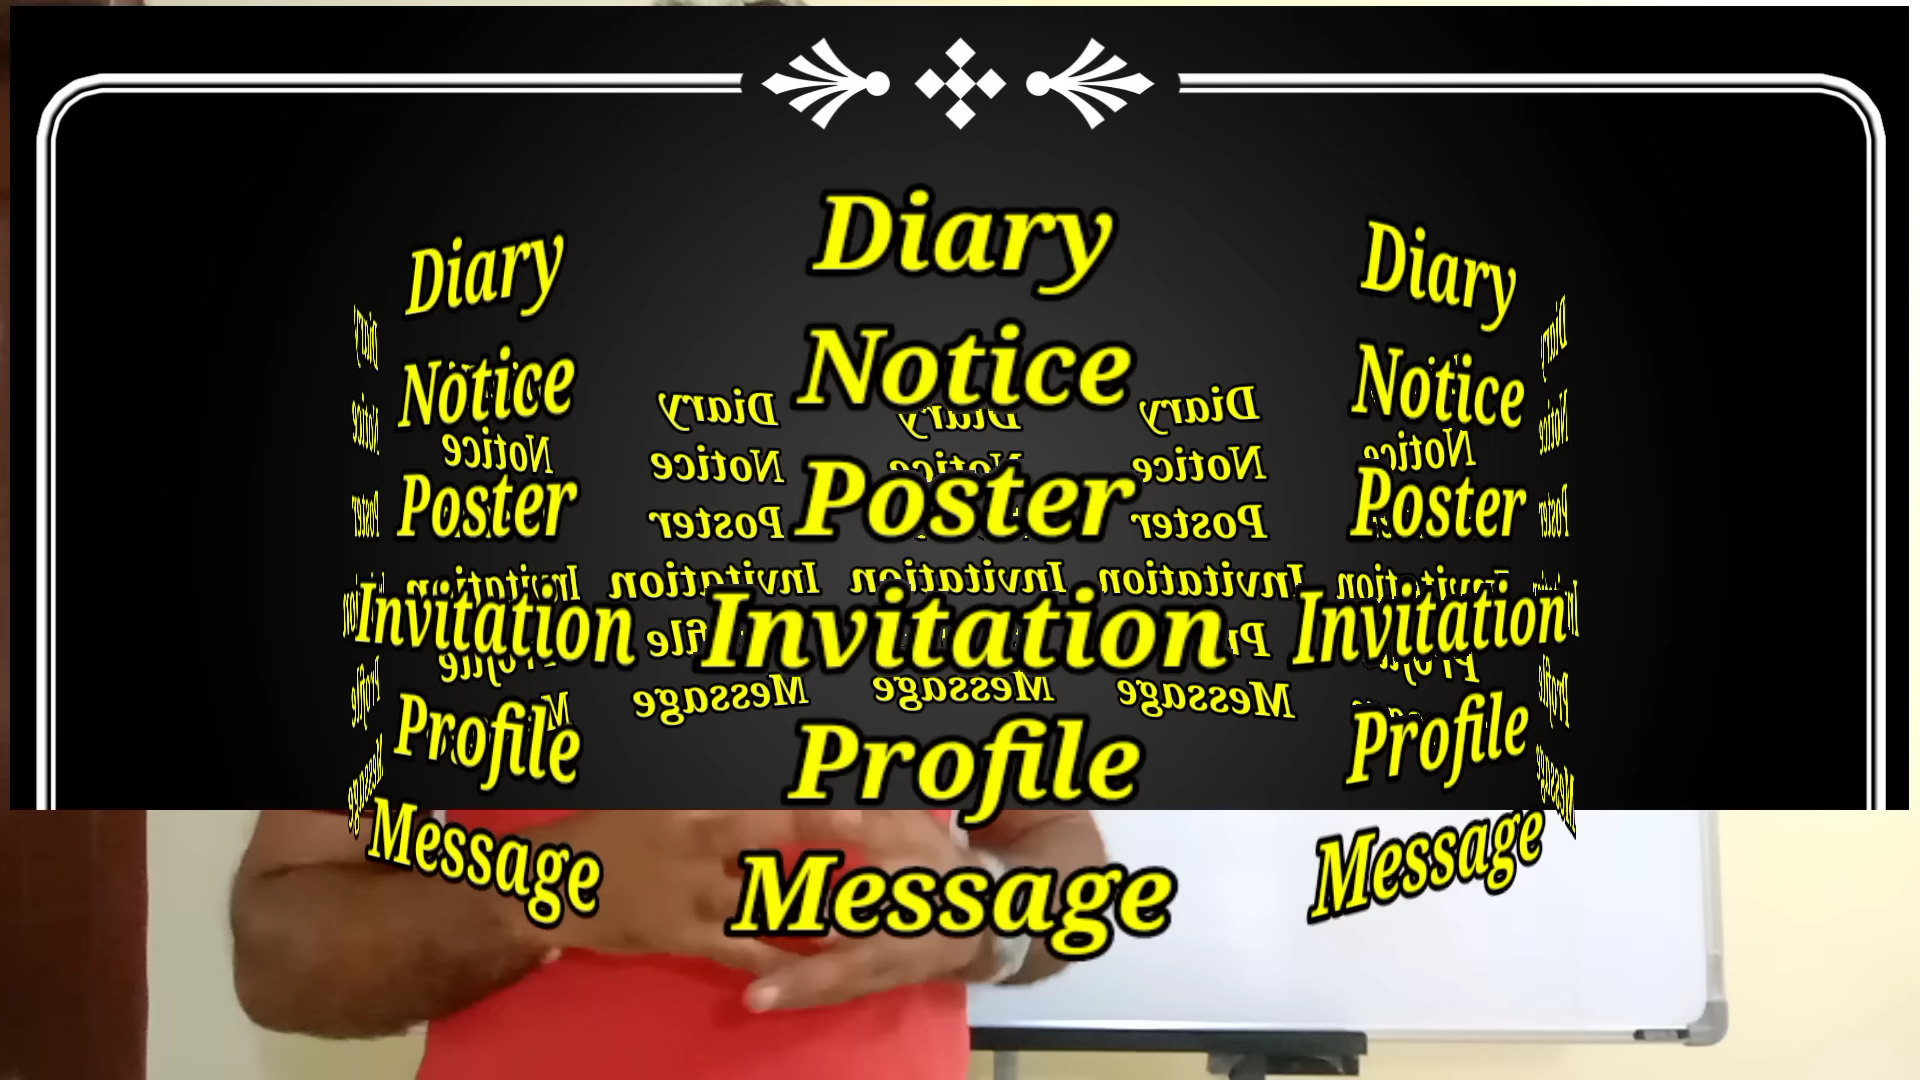 Diary
Notice
Poster
Invitation
Profile
Message
Diary
Notice
Poster
Invitation
Profile
Message
Diary
Notice
Poster
Invitation
Profile
Message